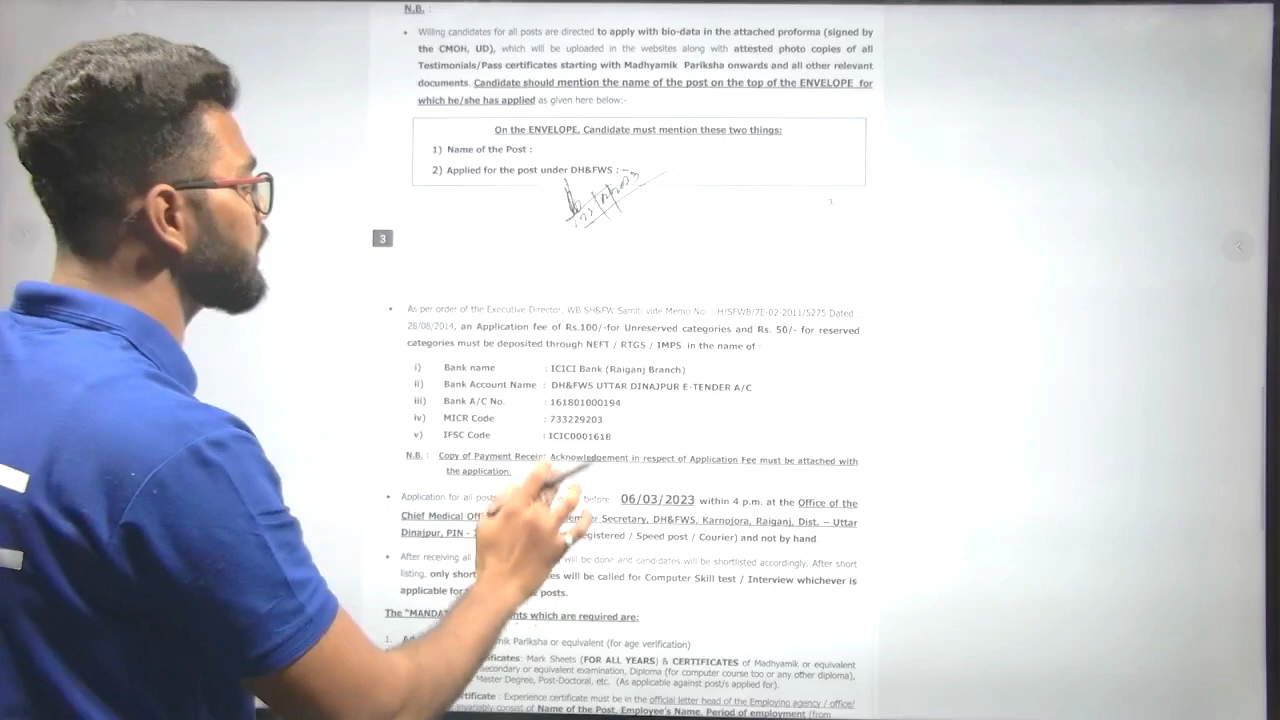 N.B. :
• Willing candidates for all posts are directed to apply with bio-data in the attached proforma (signed by
the CMOH, UD), which will be uploaded in the websites along with attested photo copies of all
Testimonials/Pass certificates starting with Madhyamik Pariksha onwards and all other relevant
documents. Candidate should mention the name of the post on the top of the ENVELOPE for
which he/she has applied as given here below:-
On the ENVELOPE, Candidate must mention these two things:
1) Name of the Post :
2) Applied for the post under DH&FWS : –
3
3
• As per order of the Executive Director, WB SH&FW Samiti vide Memo No. : H/SFWB/7E-02-2011/5275 Dated :
28/08/2014, an Application fee of Rs.100/-for Unreserved categories and Rs. 50/- for reserved
categories must be deposited through NEFT / RTGS / IMPS in the name of :
i) Bank name : ICICI Bank (Raiganj Branch)
ii) Bank Account Name : DH&FWS UTTAR DINAJPUR E-TENDER A/C
iii) Bank A/C No. : 161801000194
iv) MICR Code : 733229203
v) IFSC Code : ICIC0001618
N.B. : Copy of Payment Receipt Acknowledgement in respect of Application Fee must be attached with
the application.
• Application for all posts before 06/03/2023 within 4 p.m. at the Office of the
Chief Medical Secretary, DH&FWS, Karnojora, Raiganj, Dist. – Uttar
Dinajpur, PIN - / Speed post / Courier) and not by hand.
• After receiving all will be done and candidates will be shortlisted accordingly. After short
listing, only will be called for Computer Skill test / Interview whichever is
applicable for posts.
The which are required are:
1. Pariksha or equivalent (for age verification)
: Mark Sheets (FOR ALL YEARS) & CERTIFICATES of Madhyamik or equivalent
or equivalent examination, Diploma (for computer course too or any other diploma),
Master Degree, Post-Doctoral, etc. (As applicable against post/s applied for).
: Experience certificate must be in the official letter head of the Employing agency / office/
consist of Name of the Post, Employee's Name, Period of employment (from